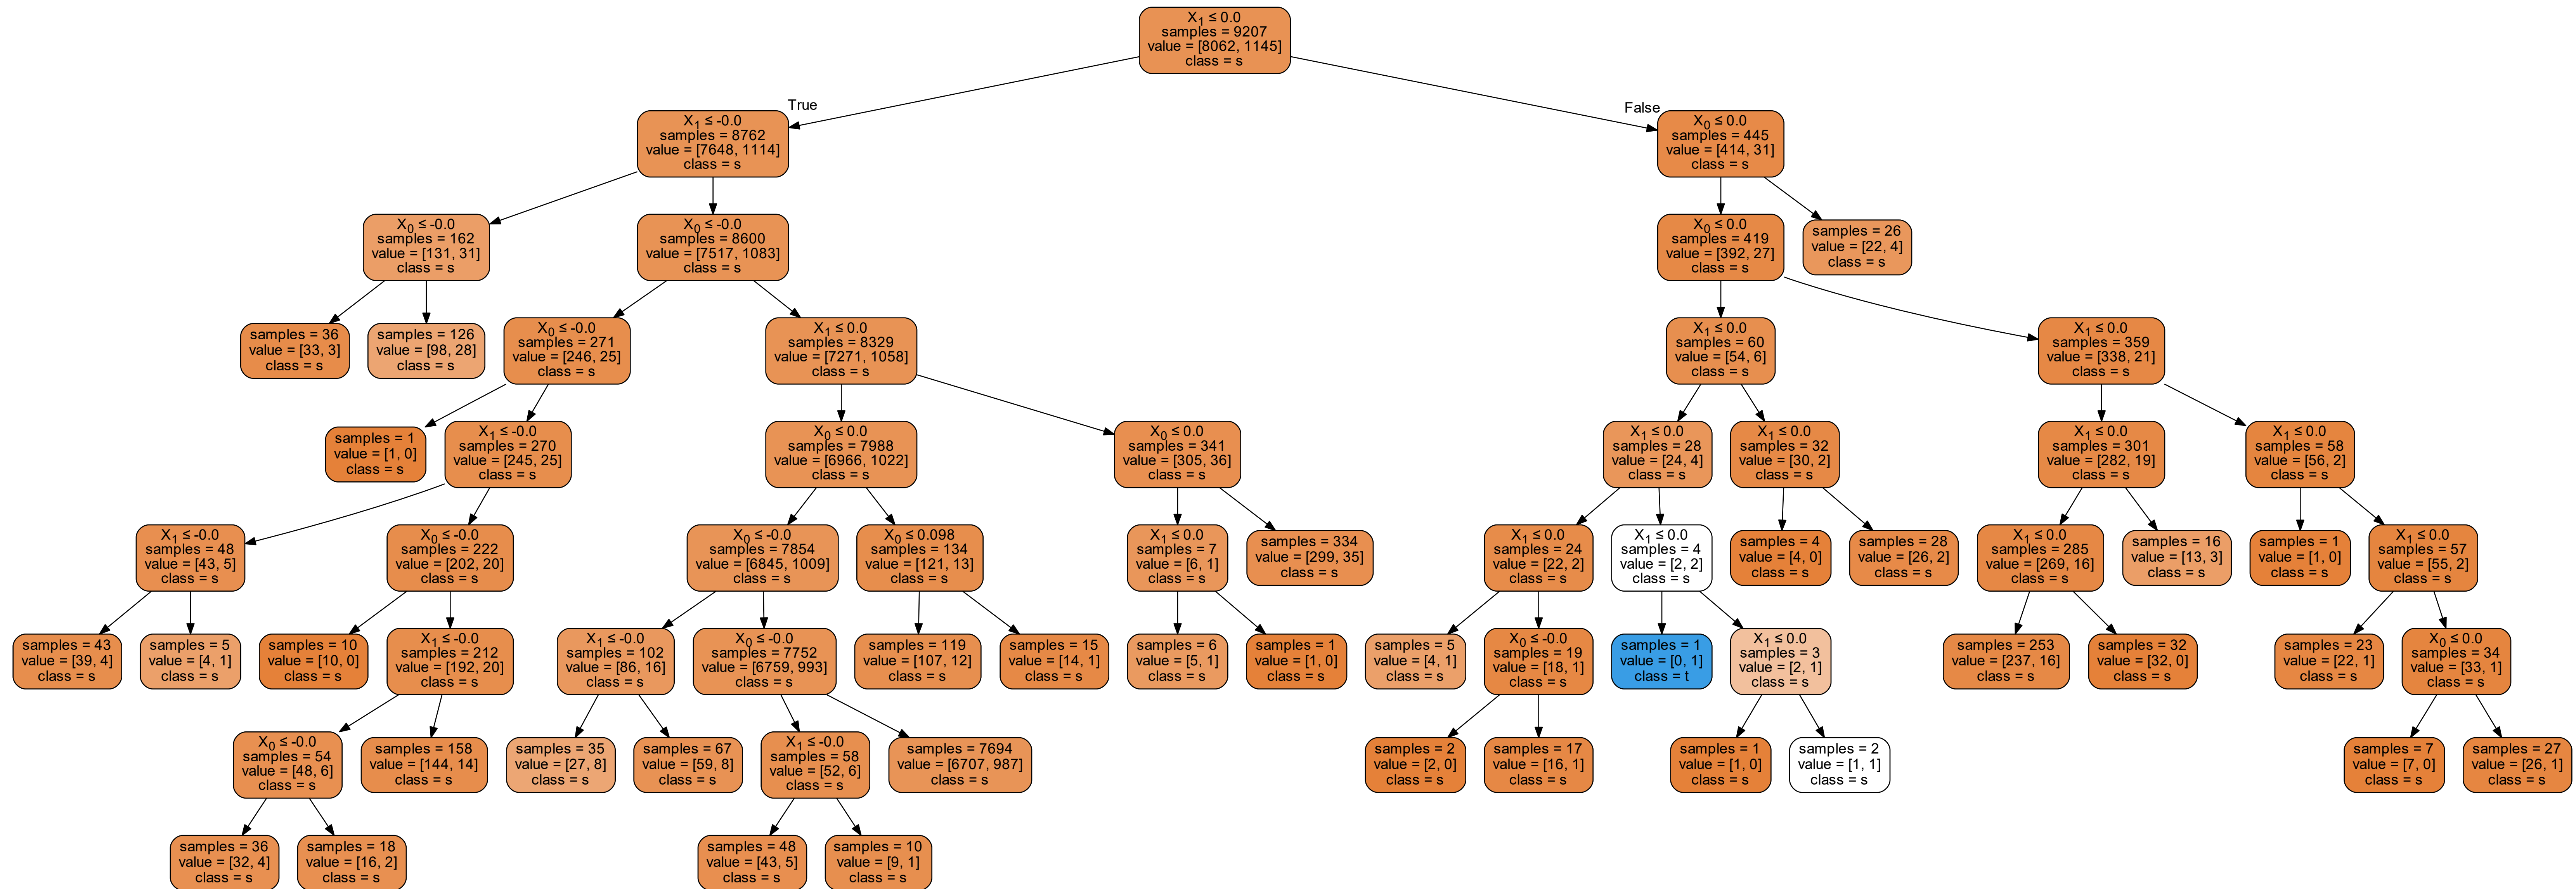 X1 ≤ 0.0
samples = 9207
value = [8062, 1145]
class = s
True
False
X1 ≤ -0.0
samples = 8762
value = [7648, 1114]
class = s
X0 ≤ 0.0
samples = 445
value = [414, 31]
class = s
X0 ≤ -0.0
samples = 162
value = [131, 31]
class = s
X0 ≤ -0.0
samples = 8600
value = [7517, 1083]
class = s
X0 ≤ 0.0
samples = 419
value = [392, 27]
class = s
samples = 26
value = [22, 4]
class = s
samples = 36
value = [33, 3]
class = s
samples = 126
value = [98, 28]
class = s
X0 ≤ -0.0
samples = 271
value = [246, 25]
class = s
X1 ≤ 0.0
samples = 8329
value = [7271, 1058]
class = s
X1 ≤ 0.0
samples = 60
value = [54, 6]
class = s
X1 ≤ 0.0
samples = 359
value = [338, 21]
class = s
samples = 1
value = [1, 0]
class = s
X1 ≤ -0.0
samples = 270
value = [245, 25]
class = s
X0 ≤ 0.0
samples = 7988
value = [6966, 1022]
class = s
X0 ≤ 0.0
samples = 341
value = [305, 36]
class = s
X1 ≤ 0.0
samples = 28
value = [24, 4]
class = s
X1 ≤ 0.0
samples = 32
value = [30, 2]
class = s
X1 ≤ 0.0
samples = 301
value = [282, 19]
class = s
X1 ≤ 0.0
samples = 58
value = [56, 2]
class = s
X1 ≤ -0.0
samples = 48
value = [43, 5]
class = s
X0 ≤ -0.0
samples = 222
value = [202, 20]
class = s
X0 ≤ -0.0
samples = 7854
value = [6845, 1009]
class = s
X0 ≤ 0.098
samples = 134
value = [121, 13]
class = s
X1 ≤ 0.0
samples = 7
value = [6, 1]
class = s
samples = 334
value = [299, 35]
class = s
X1 ≤ 0.0
samples = 24
value = [22, 2]
class = s
X1 ≤ 0.0
samples = 4
value = [2, 2]
class = s
samples = 4
value = [4, 0]
class = s
samples = 28
value = [26, 2]
class = s
X1 ≤ 0.0
samples = 285
value = [269, 16]
class = s
samples = 16
value = [13, 3]
class = s
samples = 1
value = [1, 0]
class = s
X1 ≤ 0.0
samples = 57
value = [55, 2]
class = s
samples = 43
value = [39, 4]
class = s
samples = 5
value = [4, 1]
class = s
samples = 10
value = [10, 0]
class = s
X1 ≤ -0.0
samples = 212
value = [192, 20]
class = s
X1 ≤ -0.0
samples = 102
value = [86, 16]
class = s
X0 ≤ -0.0
samples = 7752
value = [6759, 993]
class = s
samples = 119
value = [107, 12]
class = s
samples = 15
value = [14, 1]
class = s
samples = 6
value = [5, 1]
class = s
samples = 1
value = [1, 0]
class = s
samples = 5
value = [4, 1]
class = s
X0 ≤ -0.0
samples = 19
value = [18, 1]
class = s
samples = 1
value = [0, 1]
class = t
X1 ≤ 0.0
samples = 3
value = [2, 1]
class = s
samples = 253
value = [237, 16]
class = s
samples = 32
value = [32, 0]
class = s
samples = 23
value = [22, 1]
class = s
X0 ≤ 0.0
samples = 34
value = [33, 1]
class = s
X0 ≤ -0.0
samples = 54
value = [48, 6]
class = s
samples = 158
value = [144, 14]
class = s
samples = 35
value = [27, 8]
class = s
samples = 67
value = [59, 8]
class = s
X1 ≤ -0.0
samples = 58
value = [52, 6]
class = s
samples = 7694
value = [6707, 987]
class = s
samples = 2
value = [2, 0]
class = s
samples = 17
value = [16, 1]
class = s
samples = 1
value = [1, 0]
class = s
samples = 2
value = [1, 1]
class = s
samples = 7
value = [7, 0]
class = s
samples = 27
value = [26, 1]
class = s
samples = 36
value = [32, 4]
class = s
samples = 18
value = [16, 2]
class = s
samples = 48
value = [43, 5]
class = s
samples = 10
value = [9, 1]
class = s